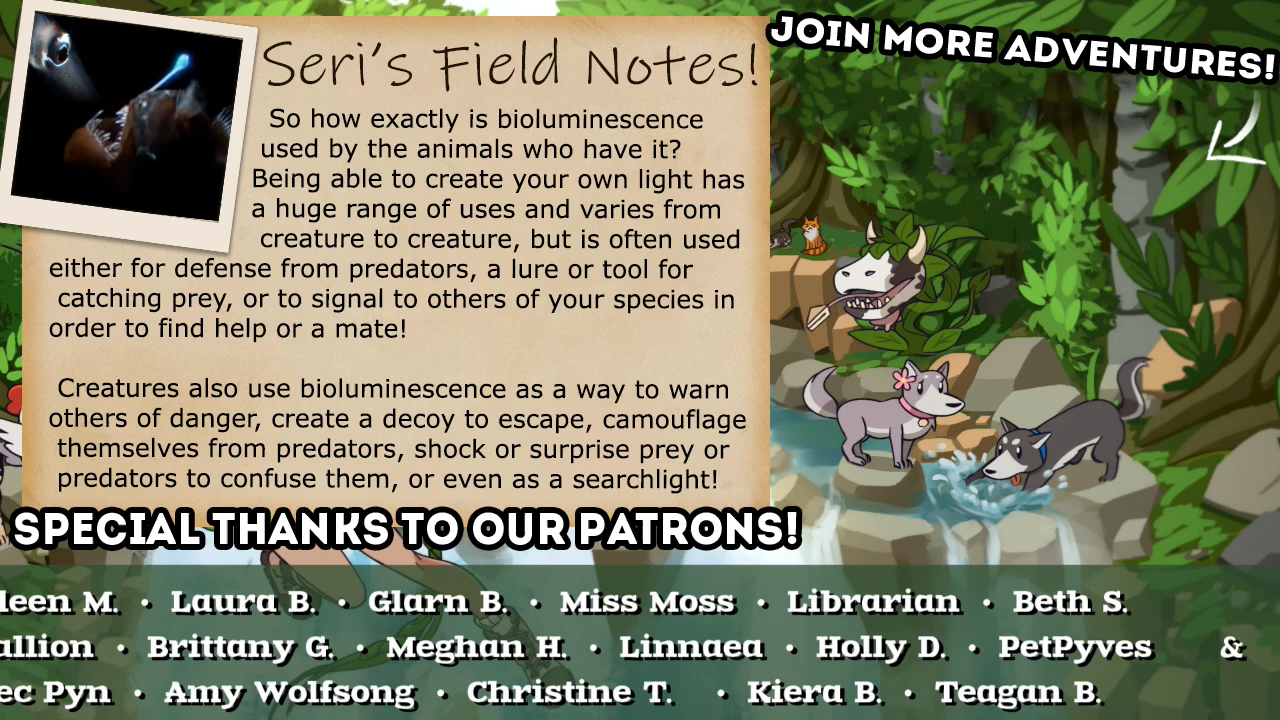 Seri's Field Notes!
JOIN MORE ADVENTURES!
So how exactly is bioluminescence
used by the animals who have it?
Being able to create your own light has
a huge range of uses and varies from
creature to creature, but is often used
either for defense from predators, a lure or tool for
catching prey, or to signal to others of your species in
order to find help or a mate!
Creatures also use bioluminescence as a way to warn
others of danger, create a decoy to escape, camouflage
themselves from predators, shock or surprise prey or
predators to confuse them, or even as a searchlight!
SPECIAL THANKS TO OUR PATRONS!
leen M. • Laura B. • Glarn B. • Miss Moss • Librarian • Beth S.
allion • Brittany G. • Meghan H. • Linnaea • Holly D. • PetPyves &
ec Pyn • Amy Wolfsong • Christine T. • Kiera B. • Teagan B.